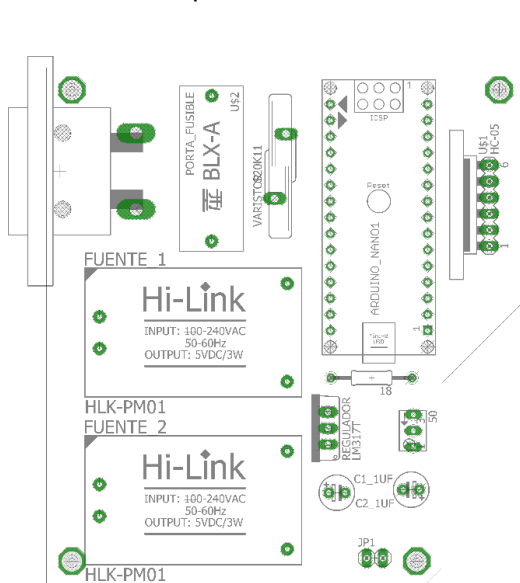 PORTA_FUSIBLE
BLX-A
U$2
VARISTOR
S20K11
1
ICSP
Reset
ARDUINO_NANO1
1
U$1
HC-05
6
1
FUENTE_1
Hi-Link
INPUT: 100-240VAC
50-60Hz
OUTPUT: 5VDC/3W
HLK-PM01
18
REGULADOR
LM317T
50
FUENTE_2
Hi-Link
INPUT: 100-240VAC
50-60Hz
OUTPUT: 5VDC/3W
HLK-PM01
C1_1UF
C2_1UF
JP1